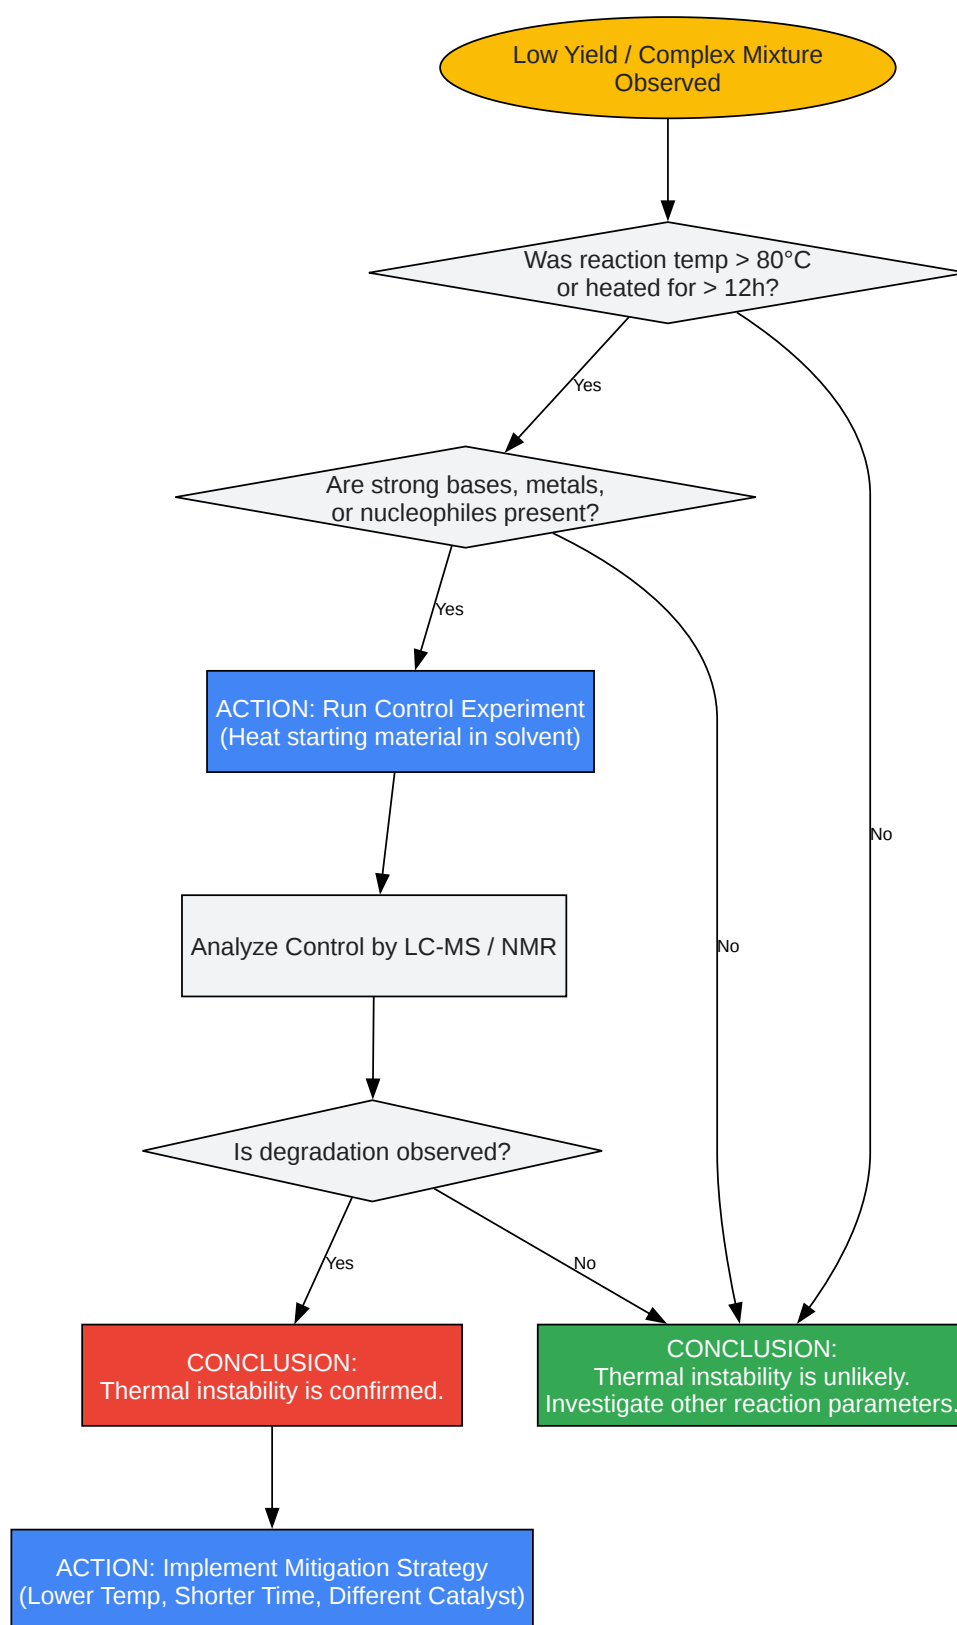 Low Yield / Complex Mixture
Observed
Was reaction temp > 80°C
or heated for > 12h?
Yes
Are strong bases, metals,
or nucleophiles present?
Yes
ACTION: Run Control Experiment
(Heat starting material in solvent)
No
Analyze Control by LC-MS / NMR
No
Is degradation observed?
Yes
No
CONCLUSION:
Thermal instability is confirmed.
CONCLUSION:
Thermal instability is unlikely.
Investigate other reaction parameters.
ACTION: Implement Mitigation Strategy
(Lower Temp, Shorter Time, Different Catalyst)